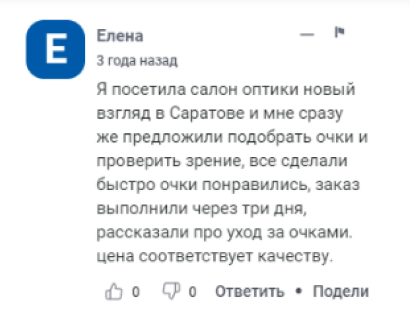 Е
Елена
3 года назад
Я посетила салон оптики новый
взгляд в Саратове и мне сразу
же предложили подобрать очки и
проверить зрение, все сделали
быстро очки понравились, заказ
выполнили через три дня,
рассказали про уход за очками.
цена соответствует качеству.
0 0 Ответить • Подели